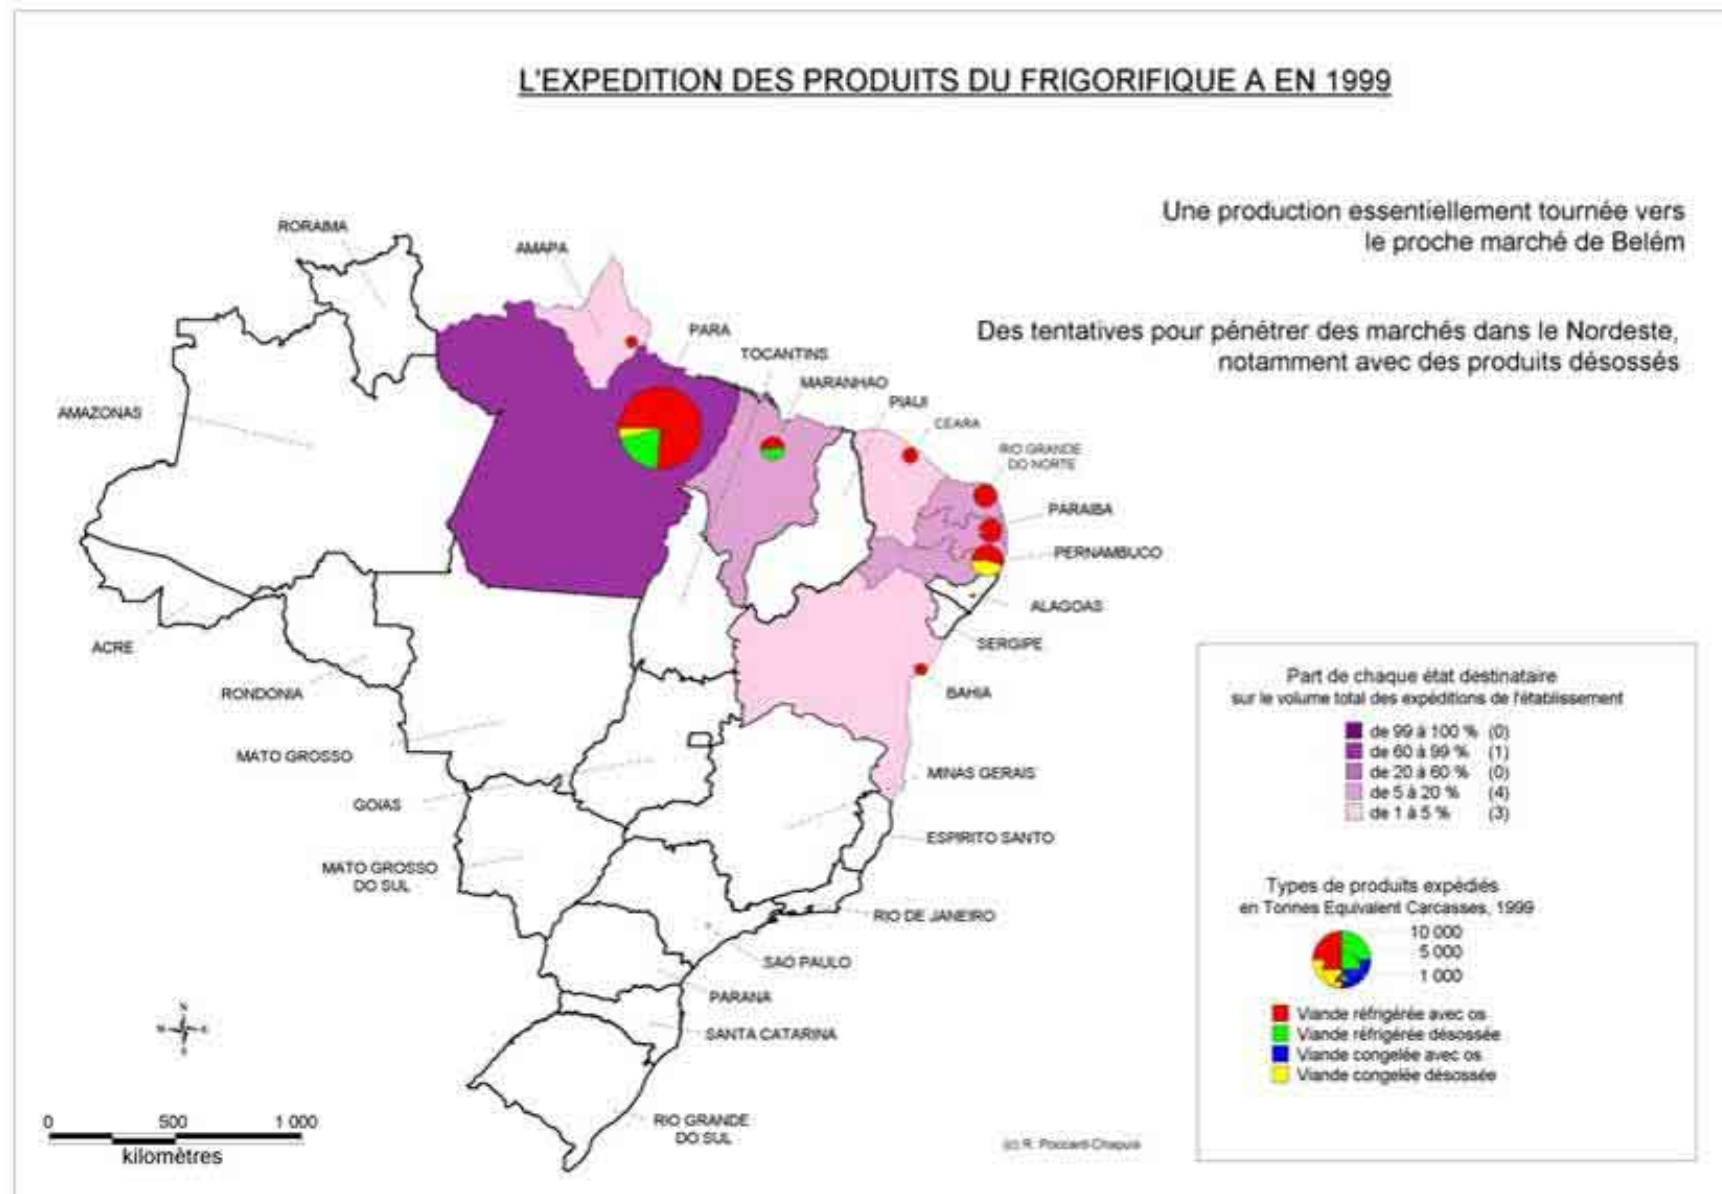 L'EXPEDITION DES PRODUITS DU FRIGORIFIQUE A EN 1999
Une production essentiellement tournée vers
le proche marché de Belém
Des tentatives pour pénétrer des marchés dans le Nordeste,
notamment avec des produits désossés
RORAIMA
AMAPA
PARA
TOCANTINS
MARANHAO
PIAUI
CEARA
RIO GRANDE
DO NORTE
PARAIBA
PERNAMBUCO
ALAGOAS
SERGIPE
BAHIA
AMAZONAS
ACRE
RONDONIA
MATO GROSSO
GOIAS
MATO GROSSO
DO SUL
MINAS GERAIS
ESPIRITO SANTO
RIO DE JANEIRO
SAO PAULO
PARANA
SANTA CATARINA
RIO GRANDE
DO SUL
Part de chaque état destinataire
sur le volume total des expéditions de l'établissement
de 99 à 100 % (0)
de 60 à 99 % (1)
de 20 à 60 % (0)
de 5 à 20 % (4)
de 1 à 5 % (3)
Types de produits expédiés
en Tonnes Equivalent Carcasses, 1999
10 000
5 000
1 000
Viande réfrigérée avec os
Viande réfrigérée désossée
Viande congelée avec os
Viande congelée désossée
N
E
S
0 500 1 000
kilomètres
(c) R. Poccard-Chapuis